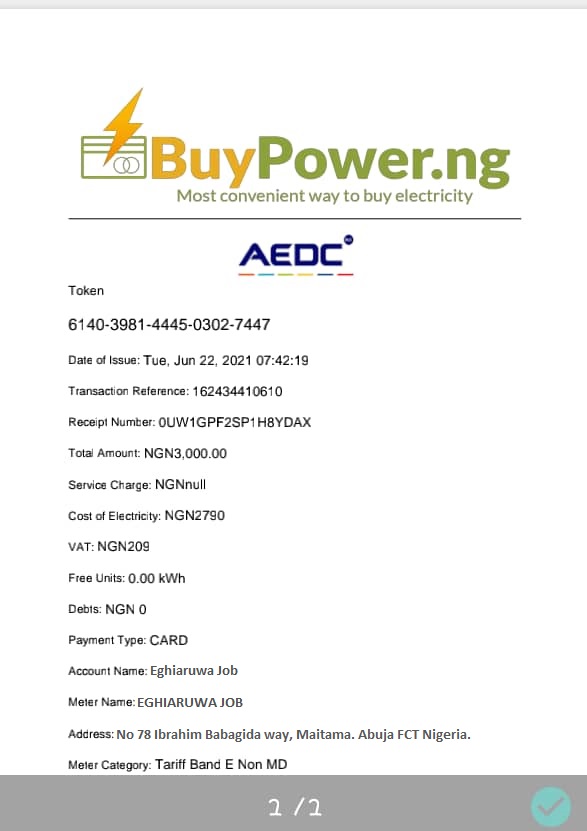 BuyPower.ng
Most convenient way to buy electricity
AEDC
Token
6140-3981-4445-0302-7447
Date of Issue: Tue, Jun 22, 2021 07:42:19
Transaction Reference: 162434410610
Receipt Number: 0UW1GPF2SP1H8YDAX
Total Amount: NGN3,000.00
Service Charge: NGNnull
Cost of Electricity: NGN2790
VAT: NGN209
Free Units: 0.00 kWh
Debts: NGN 0
Payment Type: CARD
Account Name: Eghiaruwa Job
Meter Name: EGHIARUWA JOB
Address: No 78 Ibrahim Babagida way, Maitama. Abuja FCT Nigeria.
Meter Category: Tariff Band E Non MD
2 /2